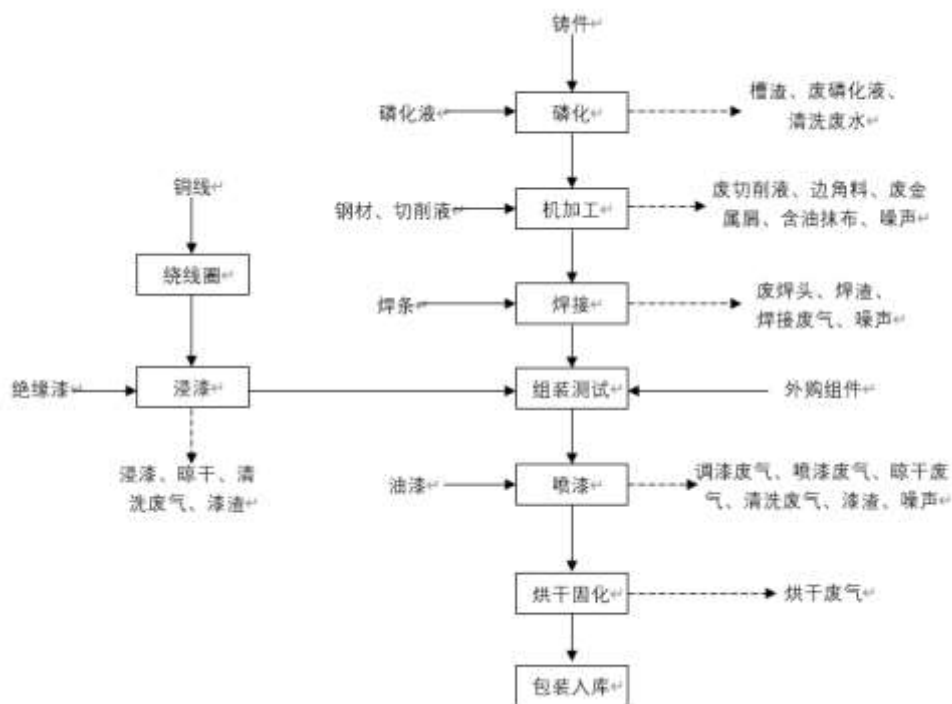 铸件
磷化液
磷化
槽渣、废磷化液、
清洗废水
铜线
钢材、切削液
机加工
废切削液、边角料、废金
属屑、含油抹布、噪声
绕线圈
焊条
焊接
废焊头、焊渣、
焊接废气、噪声
绝缘漆
浸漆
组装测试
外购组件
浸漆、晾干、清
洗废气、漆渣
油漆
喷漆
调漆废气、喷漆废气、晾干废
气、清洗废气、漆渣、噪声
烘干固化
烘干废气
包装入库